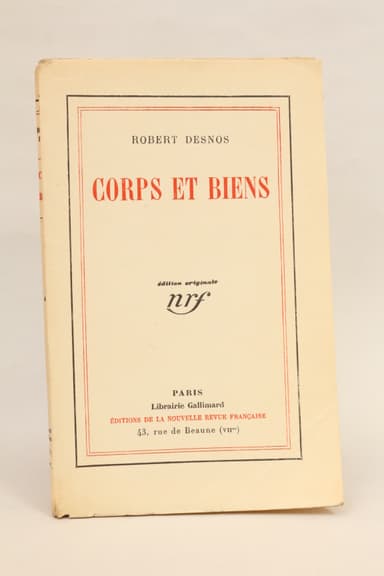 ROBERT DESNOS
CORPS ET BIENS
édition originale
nrf
PARIS
Librairie Gallimard
ÉDITIONS DE LA NOUVELLE REVUE FRANÇAISE
43, rue de Beaune (VIIme)